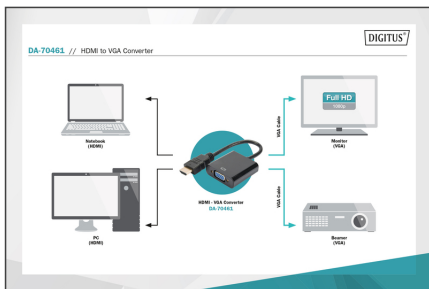 DIGITUS®
DA-70461 // HDMI to VGA Converter
Notebook
(HDMI)
PC
(HDMI)
HDMI - VGA Converter
DA-70461
VGA Cable
VGA Cable
Full HD
1080p
Monitor
(VGA)
Beamer
(VGA)